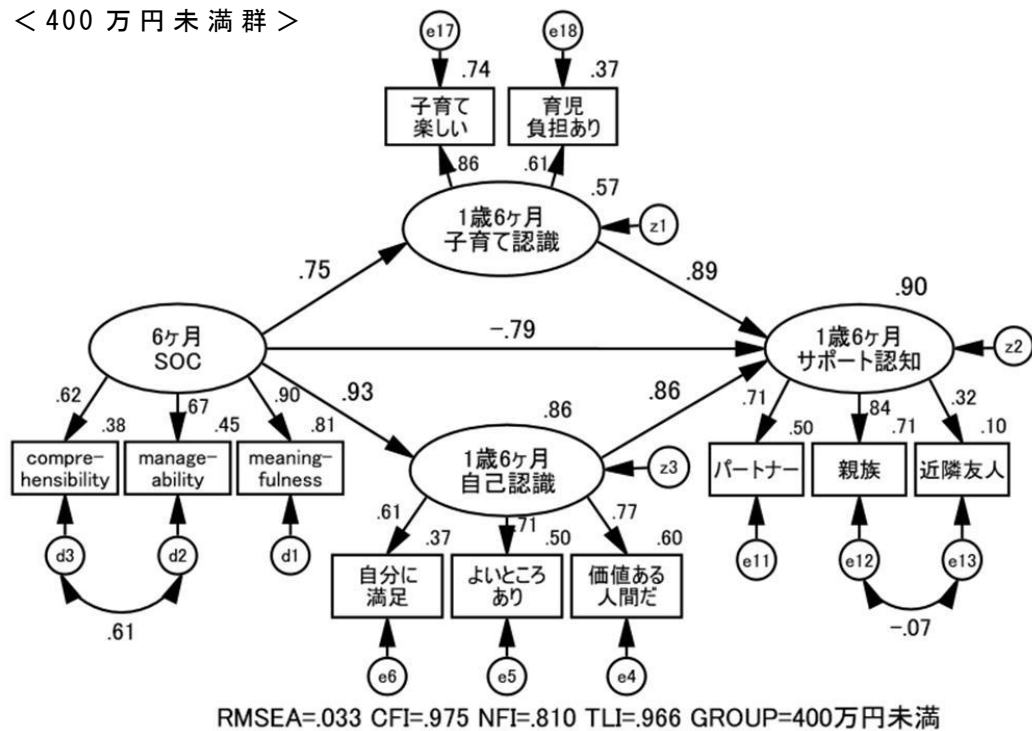 <400万円未満群>
e17
e18
.74
.37
子育て
楽しい
育児
負担あり
.86
.61
.57
1歳6ヶ月
子育て認識
z1
.75
.89
.90
6ヶ月
SOC
-.79
1歳6ヶ月
サポート認知
z2
.62
.67
.90
.93
.86
.71
.84
.32
.38
.45
.81
.86
.50
.71
.10
compre-
hensibility
manage-
ability
meaning-
fulness
1歳6ヶ月
自己認識
z3
パートナー
親族
近隣友人
.61
.71
.77
d3
d2
d1
.37
.50
.60
e11
e12
e13
自分に
満足
よいところ
あり
価値ある
人間だ
.61
-.07
e6
e5
e4
RMSEA=.033 CFI=.975 NFI=.810 TLI=.966 GROUP=400万円未満